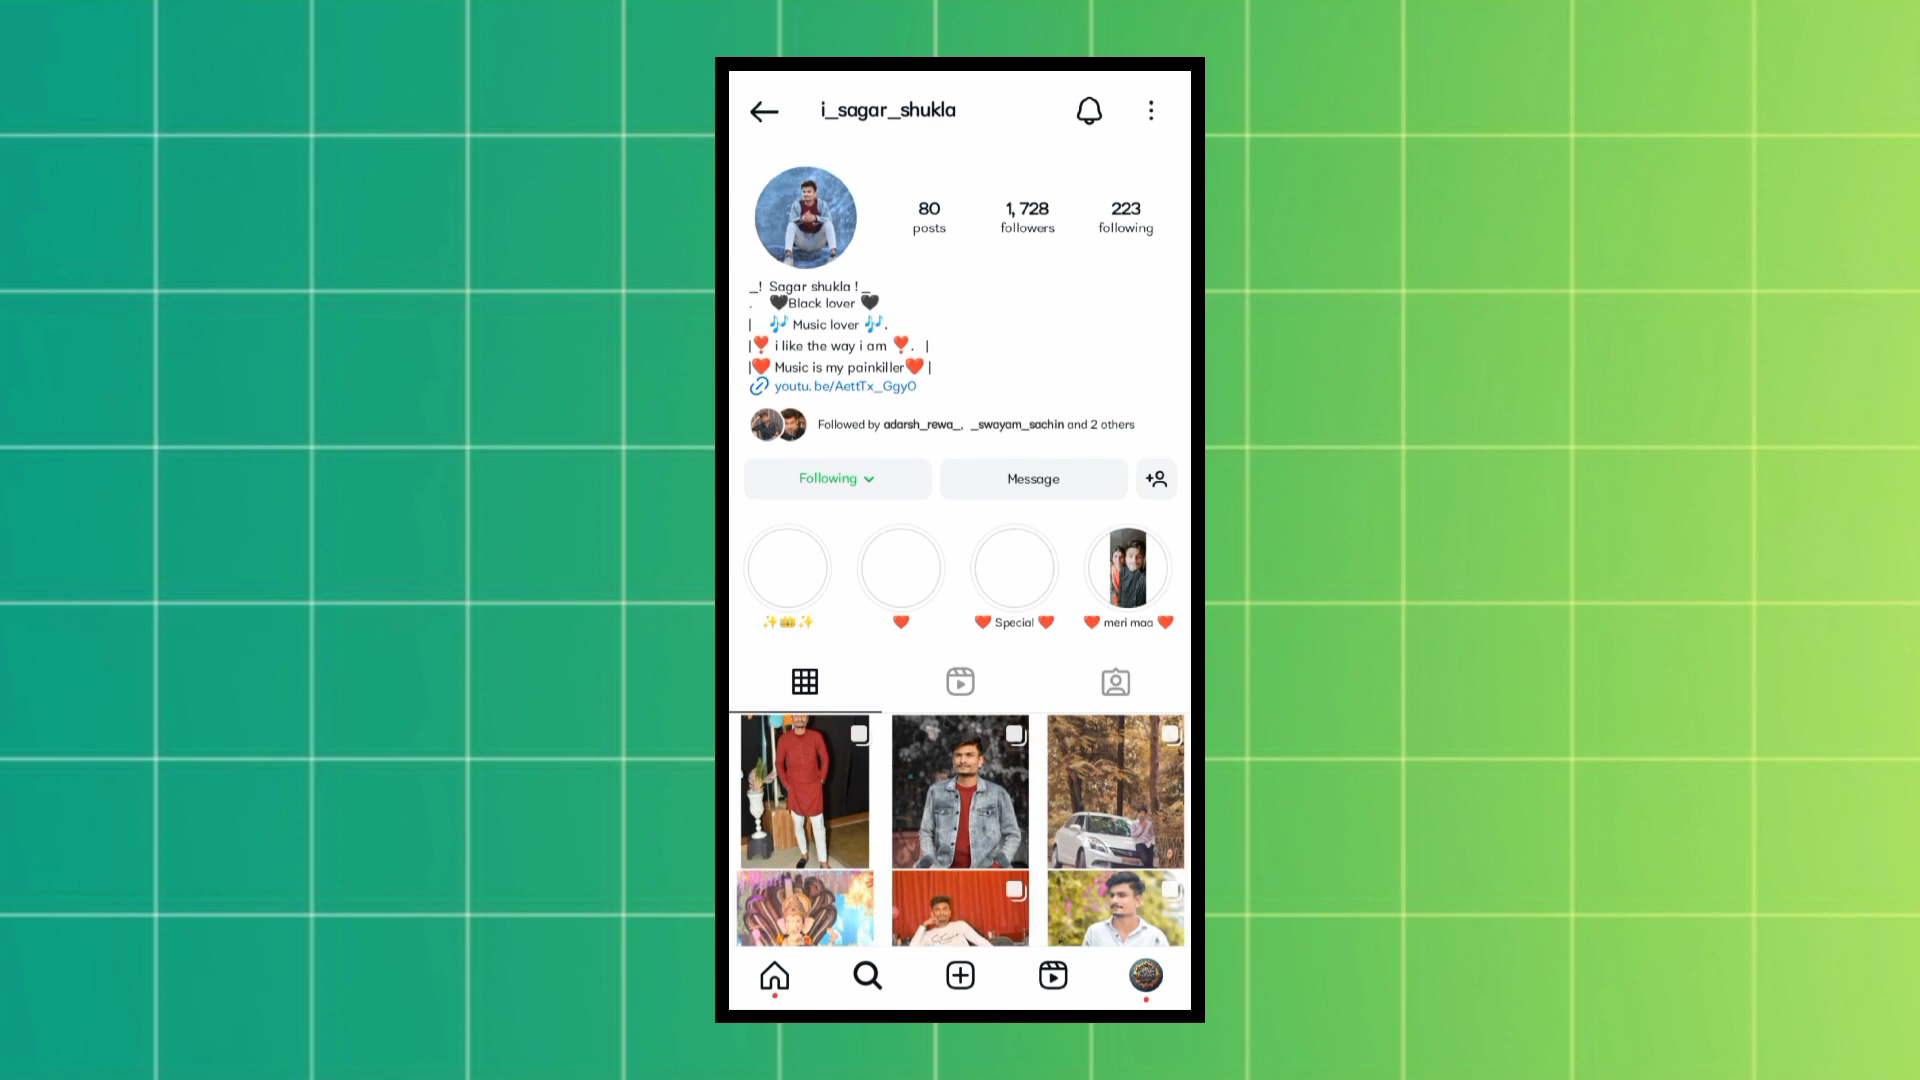 i_sagar_shukla
80 1,728 223
posts followers following
_! Sagar shukla !_
. 🖤Black lover 🖤
| 🎶 Music lover 🎶.
|❣️ i like the way i am ❣️. |
|❤️ Music is my painkiller❤️ |
youtu.be/AettTx_Ggy0
Followed by adarsh_rewa_, _swayam_sachin and 2 others
Following Message
✨👑✨ ❤️ ❤️ Special ❤️ ❤️ meri maa ❤️